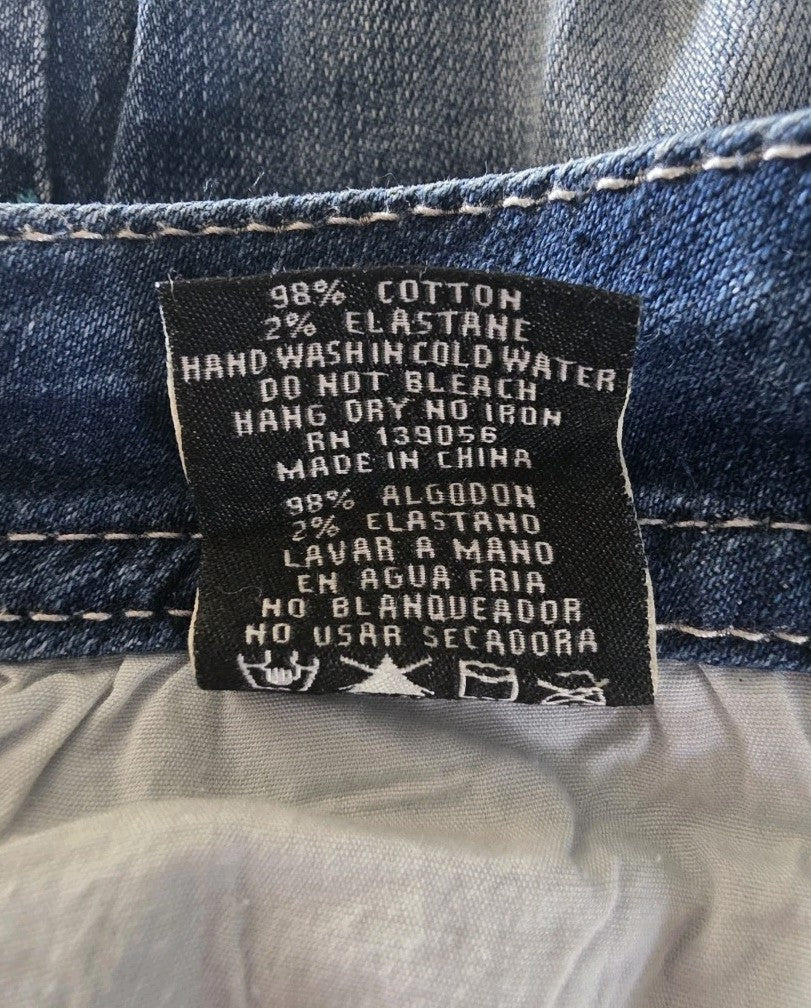 98% COTTON
2% ELASTANE
HAND WASH IN COLD WATER
DO NOT BLEACH
HANG DRY NO IRON
RN 139056
MADE IN CHINA
98% ALGODON
2% ELASTANO
LAVAR A MANO
EN AGUA FRIA
NO BLANQUEADOR
NO USAR SECADORA